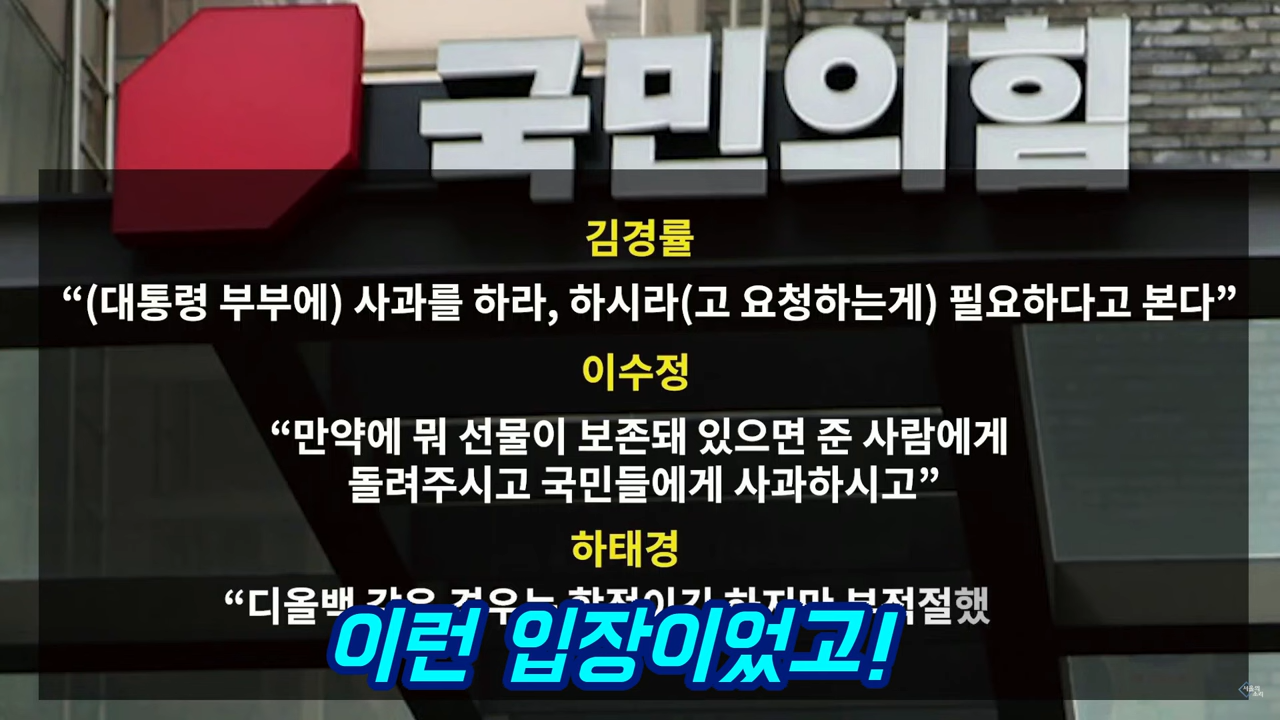 국민의힘
김경률
“(대통령 부부에) 사과를 하라, 하시라(고 요청하는게) 필요하다고 본다”
이수정
“만약에 뭐 선물이 보존돼 있으면 준 사람에게
돌려주시고 국민들에게 사과하시고”
하태경
“디올백 같은 경우는 함정이긴 하지만 부적절했
이런 입장이었고!
서울의
소리